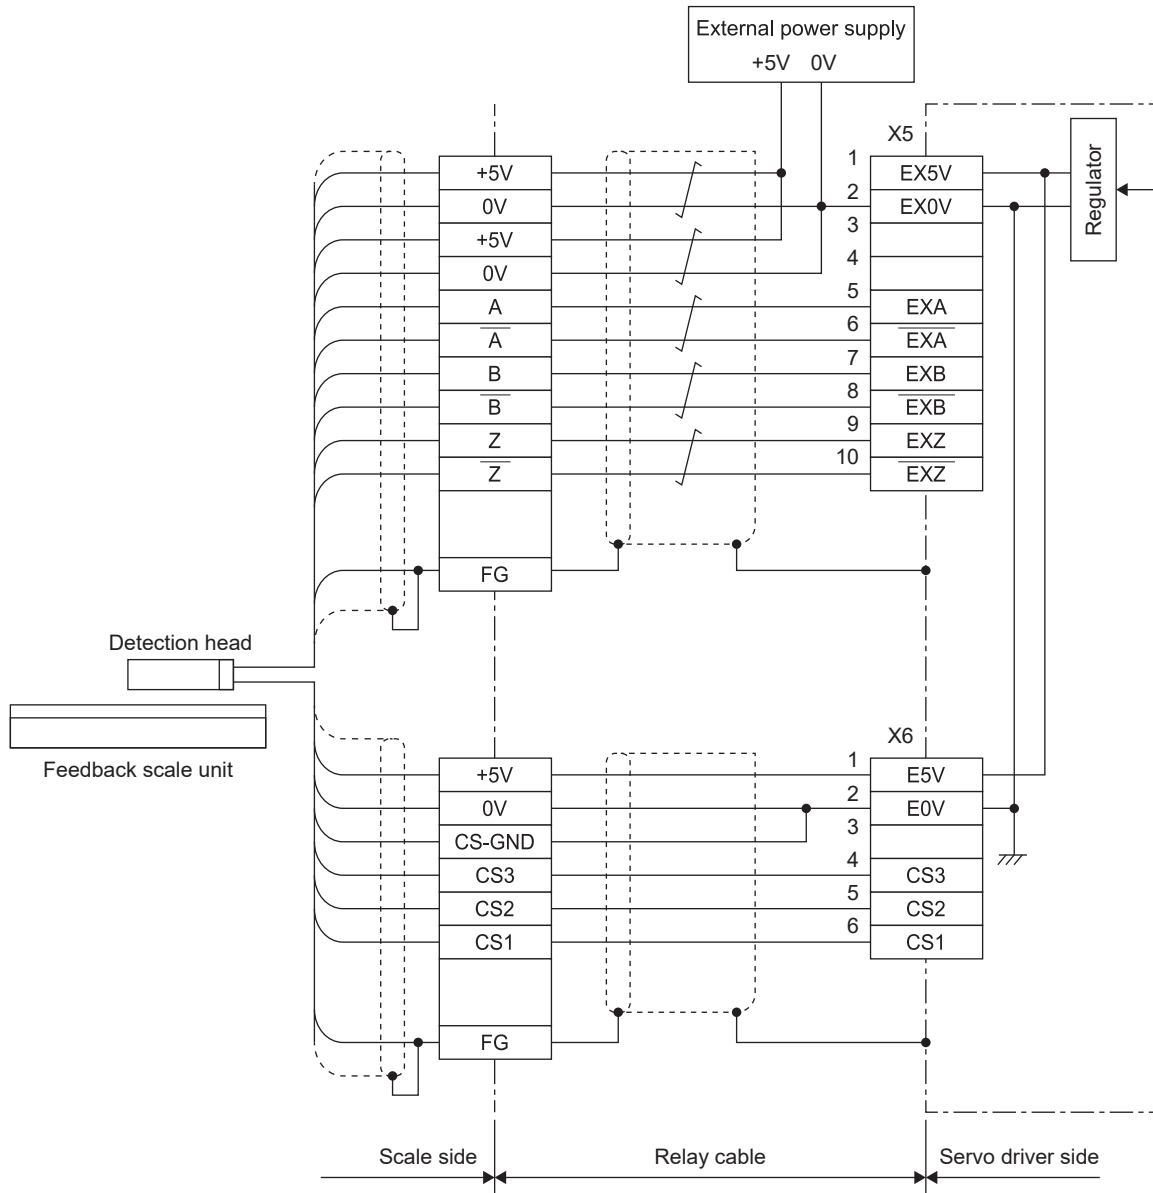 External power supply
+5V 0V
X5
Regulator
+5V 1 EX5V
0V 2 EX0V
+5V 3
0V 4
A 5 EXA
A̅ 6 E̅X̅A̅
B 7 EXB
B̅ 8 E̅X̅B̅
Z 9 EXZ
Z̅ 10 E̅X̅Z̅
FG
Detection head
Feedback scale unit
X6
+5V 1 E5V
0V 2 E0V
CS-GND 3
CS3 4 CS3
CS2 5 CS2
CS1 6 CS1
FG
Scale side Relay cable Servo driver side